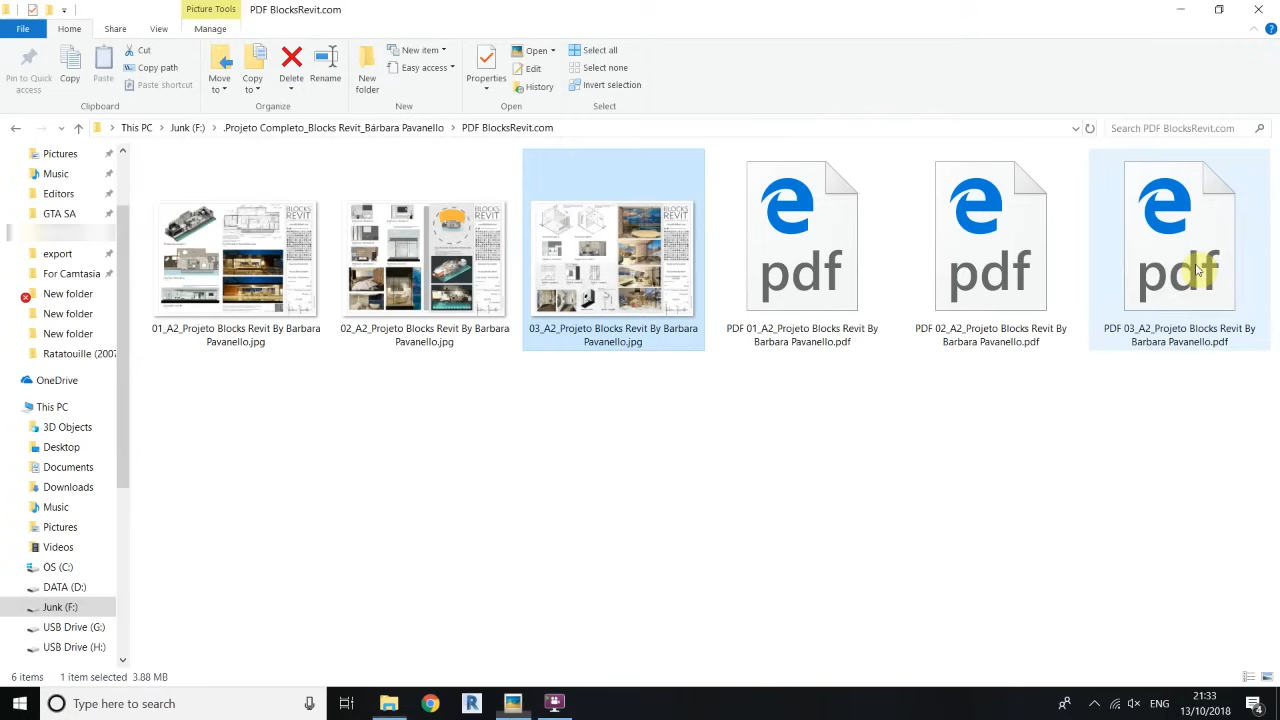 Picture Tools
PDF BlocksRevit.com
File
Home
Share
View
Manage
Pin to Quick access
Copy
Paste
Cut
Copy path
Paste shortcut
Clipboard
Move to
Copy to
Delete
Rename
Organize
New folder
New item
Easy access
New
Properties
Open
Edit
History
Open
Select all
Select none
Invert selection
Select
This PC
Junk (F:)
.Projeto Completo_Blocks Revit_Bárbara Pavanello
PDF BlocksRevit.com
Search PDF BlocksRevit.com
Pictures
Music
Editors
GTA SA
export
For Camtasia
New folder
New folder
New folder
Ratatouille (2007
OneDrive
This PC
3D Objects
Desktop
Documents
Downloads
Music
Pictures
Videos
OS (C:)
DATA (D:)
Junk (F:)
USB Drive (G:)
USB Drive (H:)
BLOCKS
REVIT
BLOCKS
REVIT
BLOCKS
REVIT
pdf
pdf
pdf
01_A2_Projeto Blocks Revit By Barbara
Pavanello.jpg
02_A2_Projeto Blocks Revit By Barbara
Pavanello.jpg
03_A2_Projeto Blocks Revit By Barbara
Pavanello.jpg
PDF 01_A2_Projeto Blocks Revit By
Barbara Pavanello.pdf
PDF 02_A2_Projeto Blocks Revit By
Barbara Pavanello.pdf
PDF 03_A2_Projeto Blocks Revit By
Barbara Pavanello.pdf
6 items
1 item selected 3.88 MB
Type here to search
ENG
21:33
13/10/2018
4